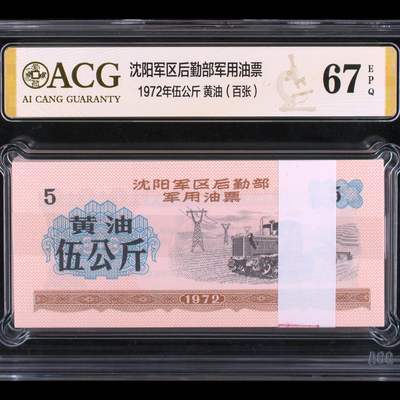 ACG
AI CANG GUARANTY
沈阳军区后勤部军用油票
1972年伍公斤 黄油（百张）
67
EPQ
5
沈阳军区后勤部
军用油票
5
黄油
伍公斤
1972
ACG